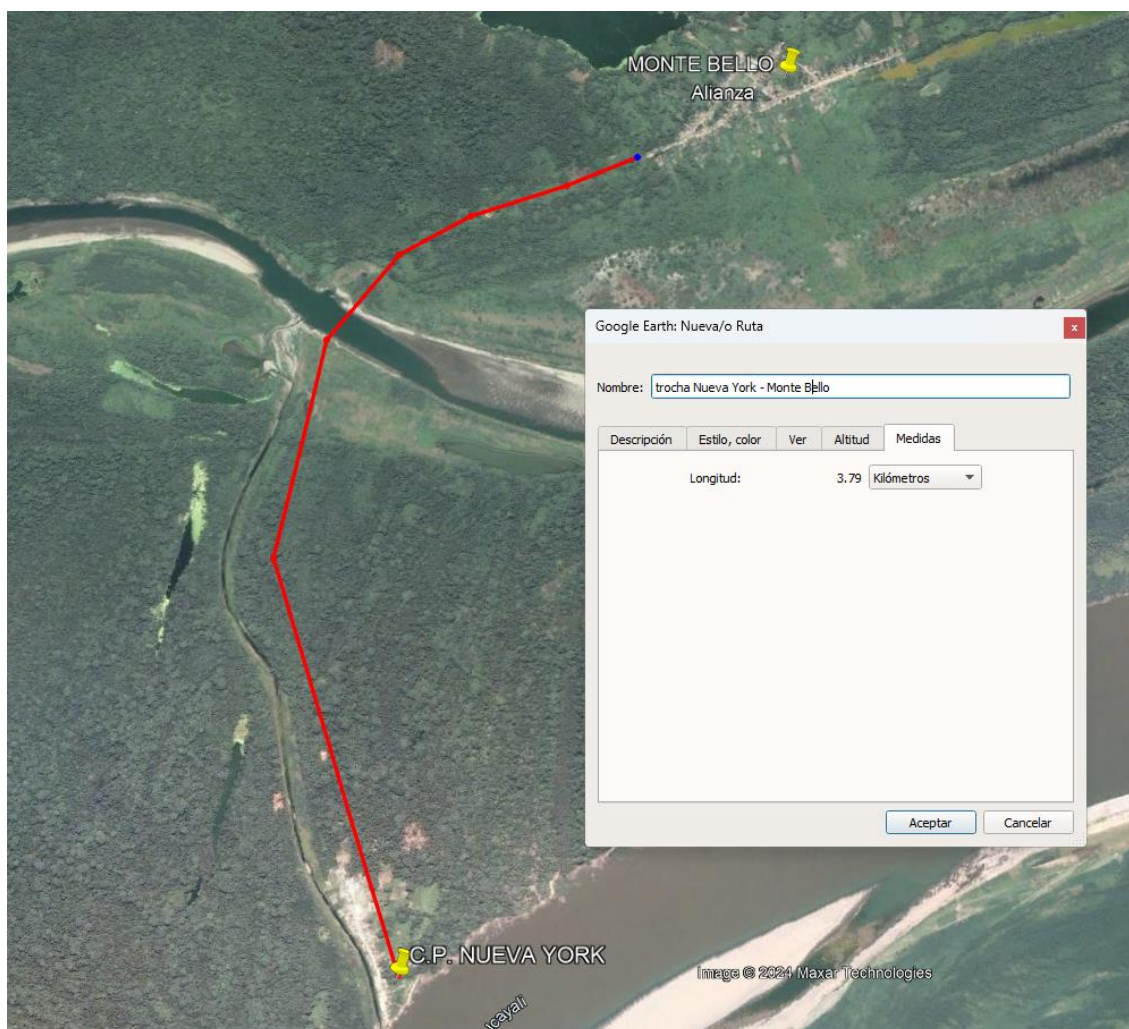 MONTE BELLO
Alianza
Google Earth: Nueva/o Ruta
x
Nombre: trocha Nueva York - Monte Bello
Descripción Estilo, color Ver Altitud Medidas
Longitud: 3.79 Kilómetros
Aceptar Cancelar
C.P. NUEVA YORK
Image © 2024 Maxar Technologies